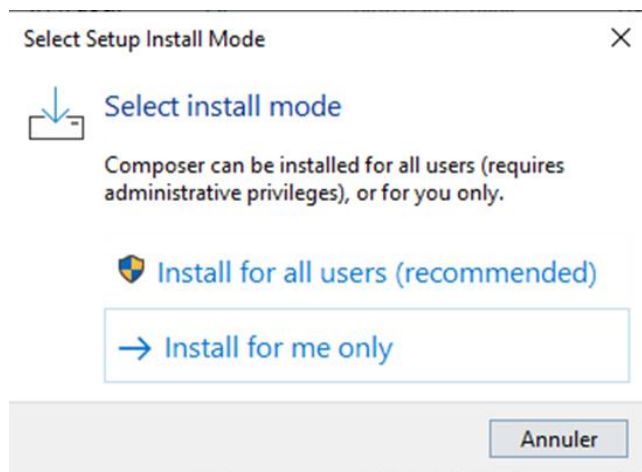 Select Setup Install Mode
Select install mode
Composer can be installed for all users (requires
administrative privileges), or for you only.
Install for all users (recommended)
Install for me only
Annuler